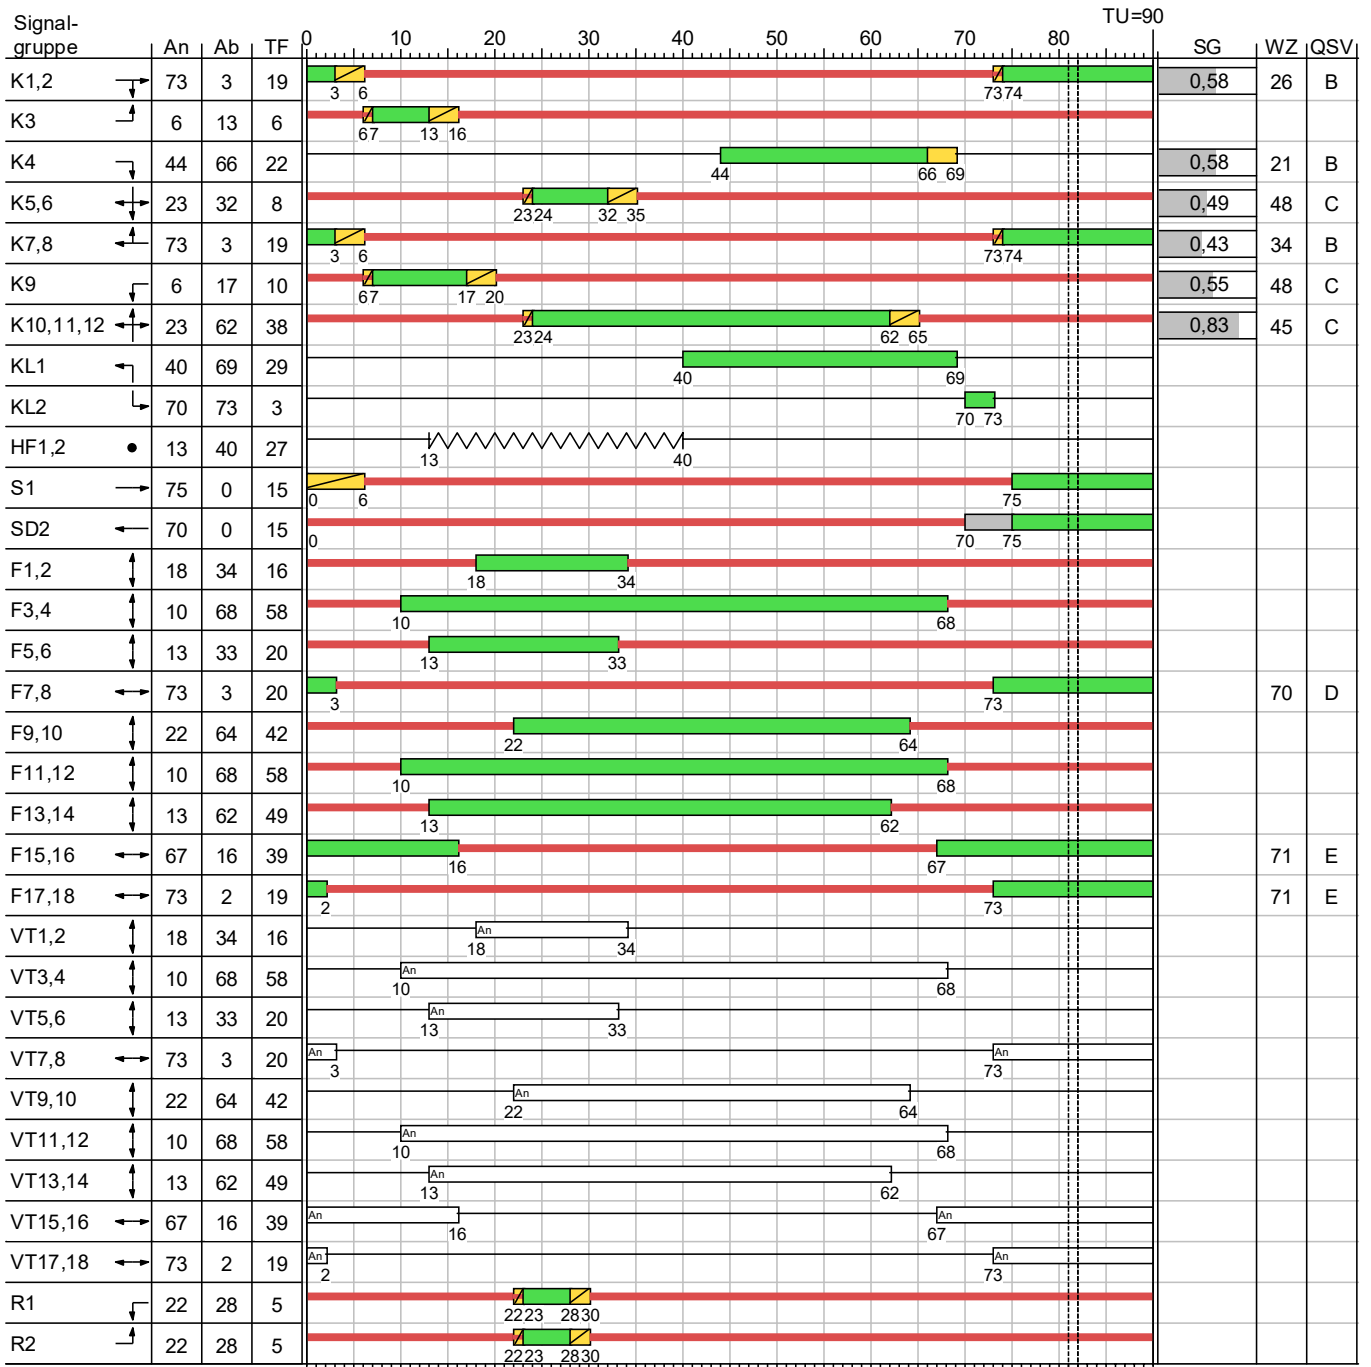 TU=90
Signal-
gruppe An Ab TF 0 10 20 30 40 50 60 70 80 SG WZ QSV
K1,2 73 3 19 3 6 73 74 0,58 26 B
K3 6 13 6 6 7 13 16
K4 44 66 22 44 66 69 0,58 21 B
K5,6 23 32 8 23 24 32 35 0,49 48 C
K7,8 73 3 19 3 6 73 74 0,43 34 B
K9 6 17 10 6 7 17 20 0,55 48 C
K10,11,12 23 62 38 23 24 62 65 0,83 45 C
KL1 40 69 29 40 69
KL2 70 73 3 70 73
HF1,2 13 40 27 13 40
S1 75 0 15 0 6 75
SD2 70 0 15 0 70 75
F1,2 18 34 16 18 34
F3,4 10 68 58 10 68
F5,6 13 33 20 13 33
F7,8 73 3 20 3 73 70 D
F9,10 22 64 42 22 64
F11,12 10 68 58 10 68
F13,14 13 62 49 13 62
F15,16 67 16 39 16 67 71 E
F17,18 73 2 19 2 73 71 E
VT1,2 18 34 16 An 18 34
VT3,4 10 68 58 An 10 68
VT5,6 13 33 20 An 13 33
VT7,8 73 3 20 An 3 An 73
VT9,10 22 64 42 An 22 64
VT11,12 10 68 58 An 10 68
VT13,14 13 62 49 An 13 62
VT15,16 67 16 39 An 16 An 67
VT17,18 73 2 19 An 2 An 73
R1 22 28 5 22 23 28 30
R2 22 28 5 22 23 28 30